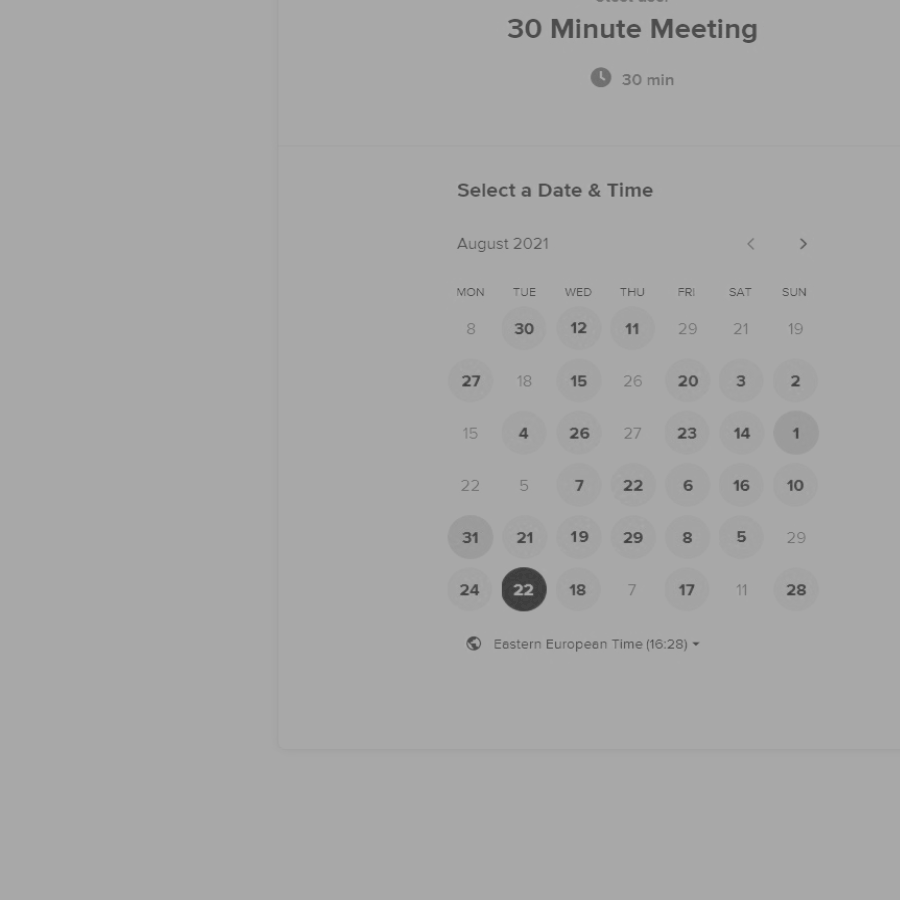 30 Minute Meeting
30 min
Select a Date & Time
August 2021
MON TUE WED THU FRI SAT SUN
8 30 12 11 29 21 19
27 18 15 26 20 3 2
15 4 26 27 23 14 1
22 5 7 22 6 16 10
31 21 19 29 8 5 29
24 22 18 7 17 11 28
Eastern European Time (16:28)